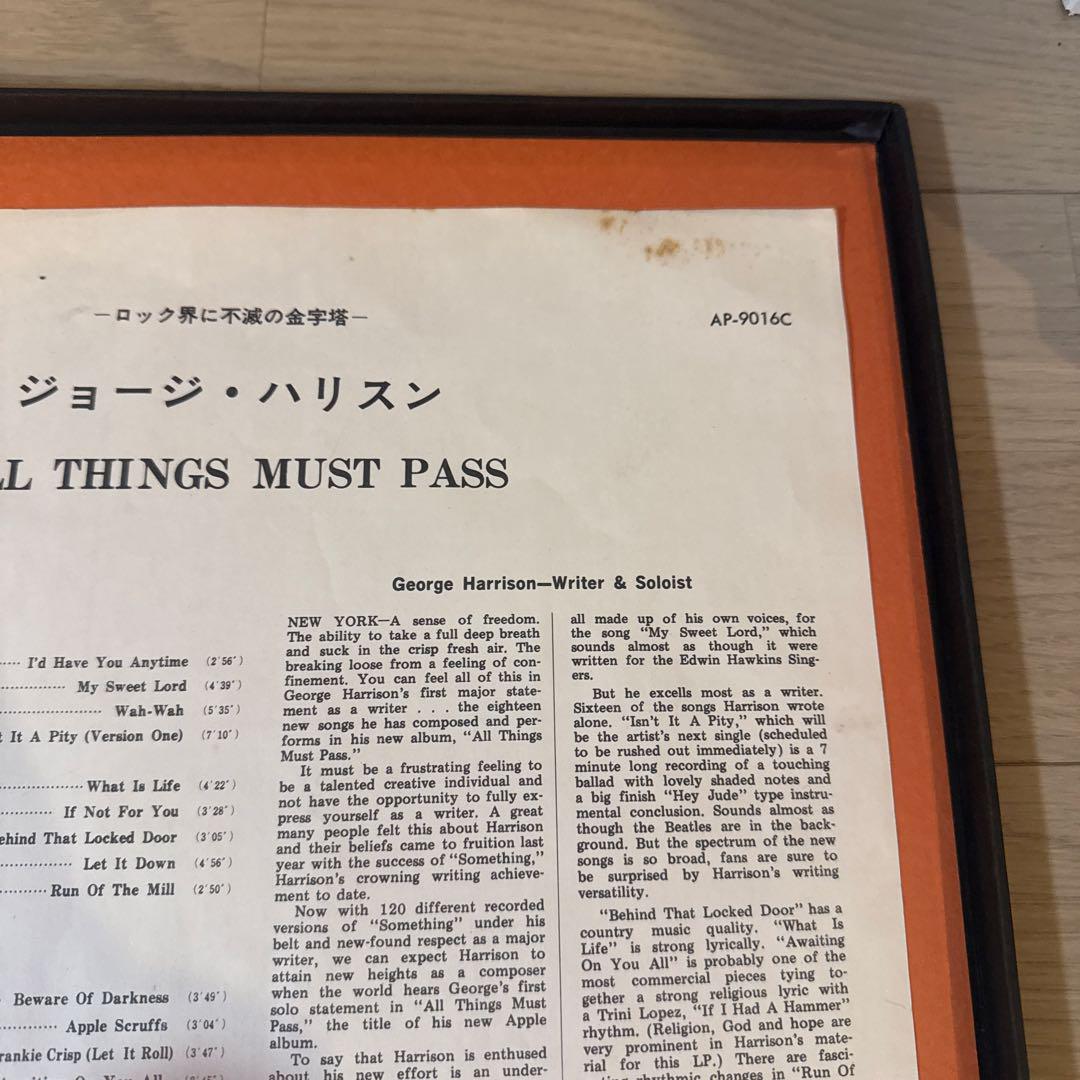 —ロック界に不滅の金字塔—
AP-9016C
ジョージ・ハリスン
THINGS MUST PASS
George Harrison—Writer & Soloist
I'd Have You Anytime (2'56")
My Sweet Lord (4'39")
Wah-Wah (5'35")
It A Pity (Version One) (7'10")
What Is Life (4'22")
If Not For You (3'28")
Behind That Locked Door (3'05")
Let It Down (4'56")
Run Of The Mill (2'50")
Beware Of Darkness (3'49")
Apple Scruffs (3'04")
Frankie Crisp (Let It Roll) (3'47")
NEW YORK—A sense of freedom.
The ability to take a full deep breath
and suck in the crisp fresh air. The
breaking loose from a feeling of con-
finement. You can feel all of this in
George Harrison's first major state-
ment as a writer . . . the eighteen
new songs he has composed and per-
forms in his new album, "All Things
Must Pass."
It must be a frustrating feeling to
be a talented creative individual and
not have the opportunity to fully ex-
press yourself as a writer. A great
many people felt this about Harrison
and their beliefs came to fruition last
year with the success of "Something,"
Harrison's crowning writing achieve-
ment to date.
Now with 120 different recorded
versions of "Something" under his
belt and new-found respect as a major
writer, we can expect Harrison to
attain new heights as a composer
when the world hears George's first
solo statement in "All Things Must
Pass," the title of his new Apple
album.
To say that Harrison is enthused
about his new effort is an under-
all made up of his own voices, for
the song "My Sweet Lord," which
sounds almost as though it were
written for the Edwin Hawkins Sing-
ers.
But he excells most as a writer.
Sixteen of the songs Harrison wrote
alone. "Isn't It A Pity," which will
be the artist's next single (scheduled
to be rushed out immediately) is a 7
minute long recording of a touching
ballad with lovely shaded notes and
a big finish "Hey Jude" type instru-
mental conclusion. Sounds almost as
though the Beatles are in the back-
ground. But the spectrum of the new
songs is so broad, fans are sure to
be surprised by Harrison's writing
versatility.
"Behind That Locked Door" has a
country music quality. "What Is
Life" is strong lyrically. "Awaiting
On You All" is probably one of the
most commercial pieces tying to-
gether a strong religious lyric with
a Trini Lopez, "If I Had A Hammer"
rhythm. (Religion, God and hope are
very prominent in Harrison's mate-
rial for this LP.) There are fasci-
rhythmic changes in "Run Of